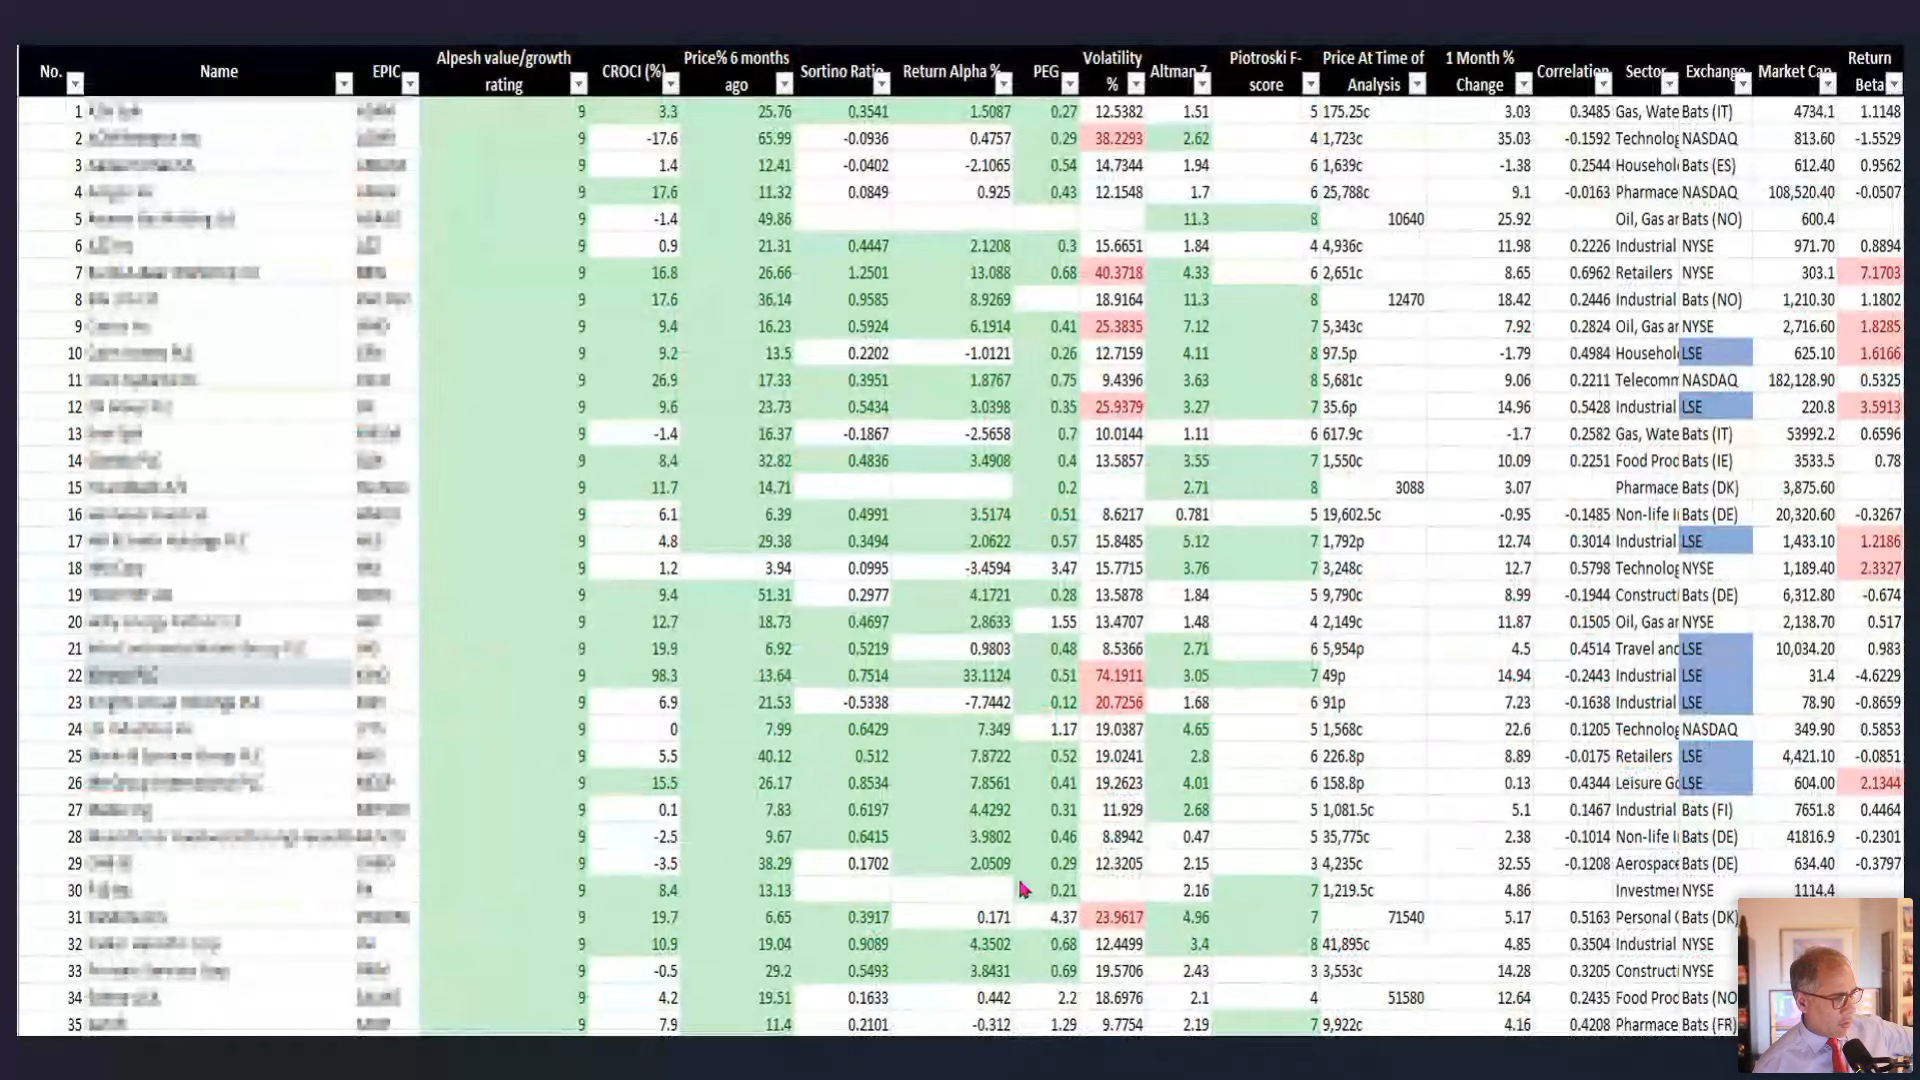 No. Name EPIC Alpesh value/growth rating CROCI (%) Price% 6 months ago Sortino Ratio Return Alpha % PEG Volatility % Altman Z Piotroski F-score Price At Time of Analysis 1 Month % Change Correlation Sector Exchange Market Cap Return Beta
1 9 3.3 25.76 0.3541 1.5087 0.27 12.5382 1.51 5 175.25c 3.03 0.3485 Gas, Wate Bats (IT) 4734.1 1.1148
2 9 -17.6 65.99 -0.0936 0.4757 0.29 38.2293 2.62 4 1,723c 35.03 -0.1592 Technolog NASDAQ 813.60 -1.5529
3 9 1.4 12.41 -0.0402 -2.1065 0.54 14.7344 1.94 6 1,639c -1.38 0.2544 Househol Bats (ES) 612.40 0.9562
4 9 17.6 11.32 0.0849 0.925 0.43 12.1548 1.7 6 25,788c 9.1 -0.0163 Pharmace NASDAQ 108,520.40 -0.0507
5 9 -1.4 49.86 11.3 8 10640 25.92 Oil, Gas ar Bats (NO) 600.4
6 9 0.9 21.31 0.4447 2.1208 0.3 15.6651 1.84 4 4,936c 11.98 0.2226 Industrial NYSE 971.70 0.8894
7 9 16.8 26.66 1.2501 13.088 0.68 40.3718 4.33 6 2,651c 8.65 0.6962 Retailers NYSE 303.1 7.1703
8 9 17.6 36.14 0.9585 8.9269 18.9164 11.3 8 12470 18.42 0.2446 Industrial Bats (NO) 1,210.30 1.1802
9 9 9.4 16.23 0.5924 6.1914 0.41 25.3835 7.12 7 5,343c 7.92 0.2824 Oil, Gas ar NYSE 2,716.60 1.8285
10 9 9.2 13.5 0.2202 -1.0121 0.26 12.7159 4.11 8 97.5p -1.79 0.4984 Househol LSE 625.10 1.6166
11 9 26.9 17.33 0.3951 1.8767 0.75 9.4396 3.63 8 5,681c 9.06 0.2211 Telecomm NASDAQ 182,128.90 0.5325
12 9 9.6 23.73 0.5434 3.0398 0.35 25.9379 3.27 7 35.6p 14.96 0.5428 Industrial LSE 220.8 3.5913
13 9 -1.4 16.37 -0.1867 -2.5658 0.7 10.0144 1.11 6 617.9c -1.7 0.2582 Gas, Wate Bats (IT) 53992.2 0.6596
14 9 8.4 32.82 0.4836 3.4908 0.4 13.5857 3.55 7 1,550c 10.09 0.2251 Food Proc Bats (IE) 3533.5 0.78
15 9 11.7 14.71 0.2 2.71 8 3088 3.07 Pharmace Bats (DK) 3,875.60
16 9 6.1 6.39 0.4991 3.5174 0.51 8.6217 0.781 5 19,602.5c -0.95 -0.1485 Non-life I Bats (DE) 20,320.60 -0.3267
17 9 4.8 29.38 0.3494 2.0622 0.57 15.8485 5.12 7 1,792p 12.74 0.3014 Industrial LSE 1,433.10 1.2186
18 9 1.2 3.94 0.0995 -3.4594 3.47 15.7715 3.76 7 3,248c 12.7 0.5798 Technolog NYSE 1,189.40 2.3327
19 9 9.4 51.31 0.2977 4.1721 0.28 13.5878 1.84 5 9,790c 8.99 -0.1944 Constructi Bats (DE) 6,312.80 -0.674
20 9 12.7 18.73 0.4697 2.8633 1.55 13.4707 1.48 4 2,149c 11.87 0.1505 Oil, Gas ar NYSE 2,138.70 0.517
21 9 19.9 6.92 0.5219 0.9803 0.48 8.5366 2.71 6 5,954p 4.5 0.4514 Travel and LSE 10,034.20 0.983
22 9 98.3 13.64 0.7514 33.1124 0.51 74.1911 3.05 7 49p 14.94 -0.2443 Industrial LSE 31.4 -4.6229
23 9 6.9 21.53 -0.5338 -7.7442 0.12 20.7256 1.68 6 91p 7.23 -0.1638 Industrial LSE 78.90 -0.8659
24 9 0 7.99 0.6429 7.349 1.17 19.0387 4.65 5 1,568c 22.6 0.1205 Technolog NASDAQ 349.90 0.5853
25 9 5.5 40.12 0.512 7.8722 0.52 19.0241 2.8 6 226.8p 8.89 -0.0175 Retailers LSE 4,421.10 -0.0851
26 9 15.5 26.17 0.8534 7.8561 0.41 19.2623 4.01 6 158.8p 0.13 0.4344 Leisure Go LSE 604.00 2.1344
27 9 0.1 7.83 0.6197 4.4292 0.31 11.929 2.68 5 1,081.5c 5.1 0.1467 Industrial Bats (FI) 7651.8 0.4464
28 9 -2.5 9.67 0.6415 3.9802 0.46 8.8942 0.47 5 35,775c 2.38 -0.1014 Non-life I Bats (DE) 41816.9 -0.2301
29 9 -3.5 38.29 0.1702 2.0509 0.29 12.3205 2.15 3 4,235c 32.55 -0.1208 Aerospace Bats (DE) 634.40 -0.3797
30 9 8.4 13.13 0.21 2.16 7 1,219.5c 4.86 Investmer NYSE 1114.4
31 9 19.7 6.65 0.3917 0.171 4.37 23.9617 4.96 7 71540 5.17 0.5163 Personal G Bats (DK)
32 9 10.9 19.04 0.9089 4.3502 0.68 12.4499 3.4 8 41,895c 4.85 0.3504 Industrial NYSE
33 9 -0.5 29.2 0.5493 3.8431 0.69 19.5706 2.43 3 3,553c 14.28 0.3205 Constructi NYSE
34 9 4.2 19.51 0.1633 0.442 2.2 18.6976 2.1 4 51580 12.64 0.2435 Food Proc Bats (NO
35 9 7.9 11.4 0.2101 -0.312 1.29 9.7754 2.19 7 9,922c 4.16 0.4208 Pharmace Bats (FR)